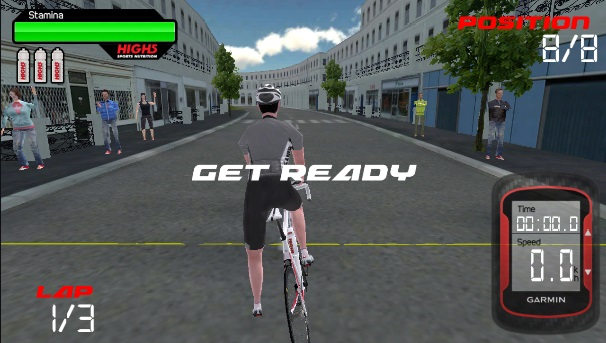 Stamina
HIGH5
SPORTS NUTRITION
POSITION
8/8
GET READY
Time
00:00.0
Speed
0.0 k/h
GARMIN
LAP
1/3